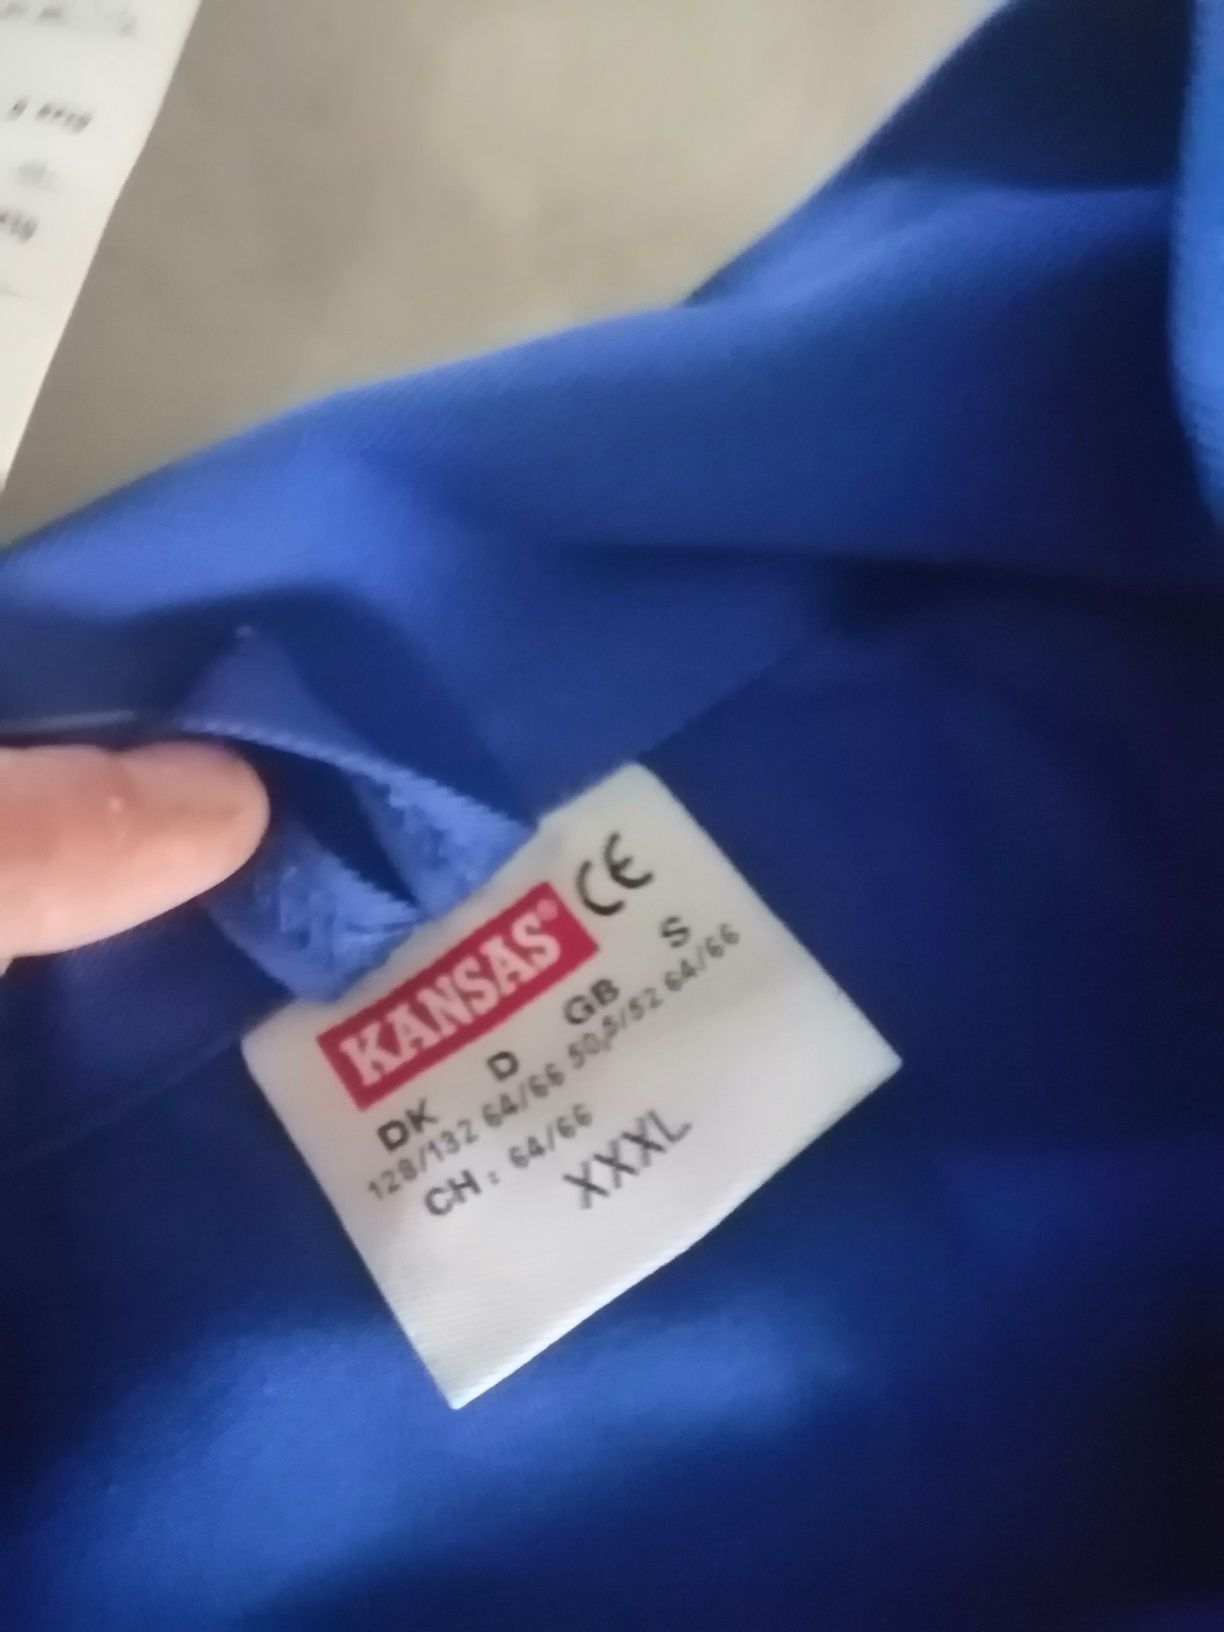 KANSAS® CE
DK D GB S
128/132 64/66 50,5/52 64/66
CH: 64/66
XXXL